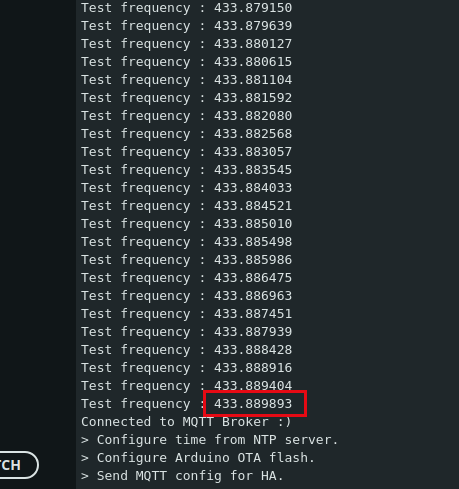 Test frequency : 433.879150
Test frequency : 433.879639
Test frequency : 433.880127
Test frequency : 433.880615
Test frequency : 433.881104
Test frequency : 433.881592
Test frequency : 433.882080
Test frequency : 433.882568
Test frequency : 433.883057
Test frequency : 433.883545
Test frequency : 433.884033
Test frequency : 433.884521
Test frequency : 433.885010
Test frequency : 433.885498
Test frequency : 433.885986
Test frequency : 433.886475
Test frequency : 433.886963
Test frequency : 433.887451
Test frequency : 433.887939
Test frequency : 433.888428
Test frequency : 433.888916
Test frequency : 433.889404
Test frequency : 433.889893
Connected to MQTT Broker :)
> Configure time from NTP server.
> Configure Arduino OTA flash.
TCH
> Send MQTT config for HA.